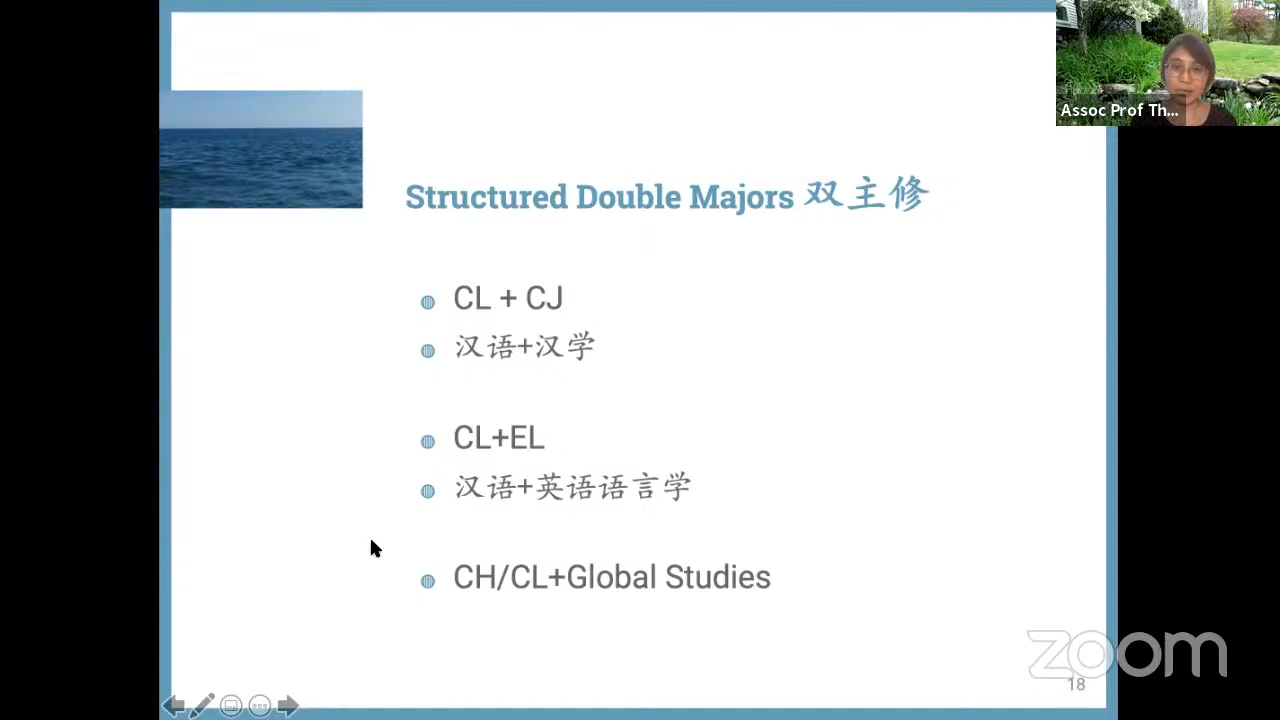 Assoc Prof Th...
Structured Double Majors 双主修
CL + CJ
汉语+汉学
CL+EL
汉语+英语语言学
CH/CL+Global Studies
zoom
18